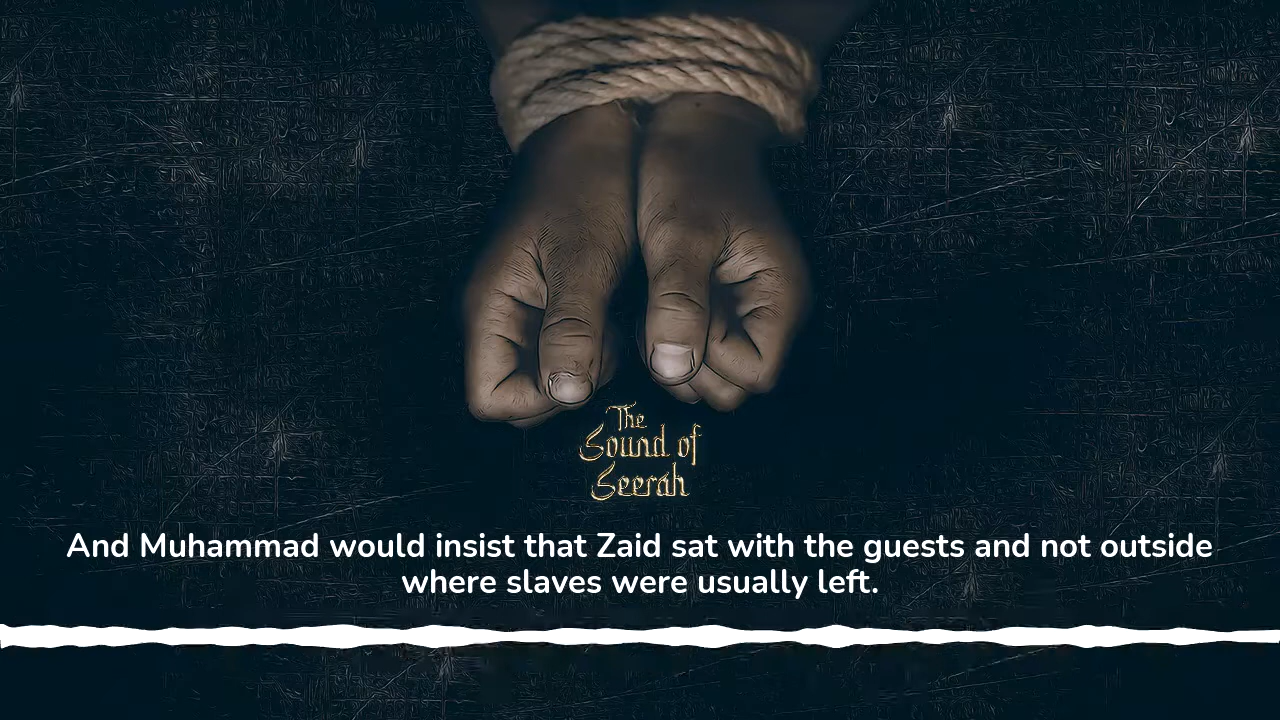 The
Sound of
Seerah
And Muhammad would insist that Zaid sat with the guests and not outside
where slaves were usually left.